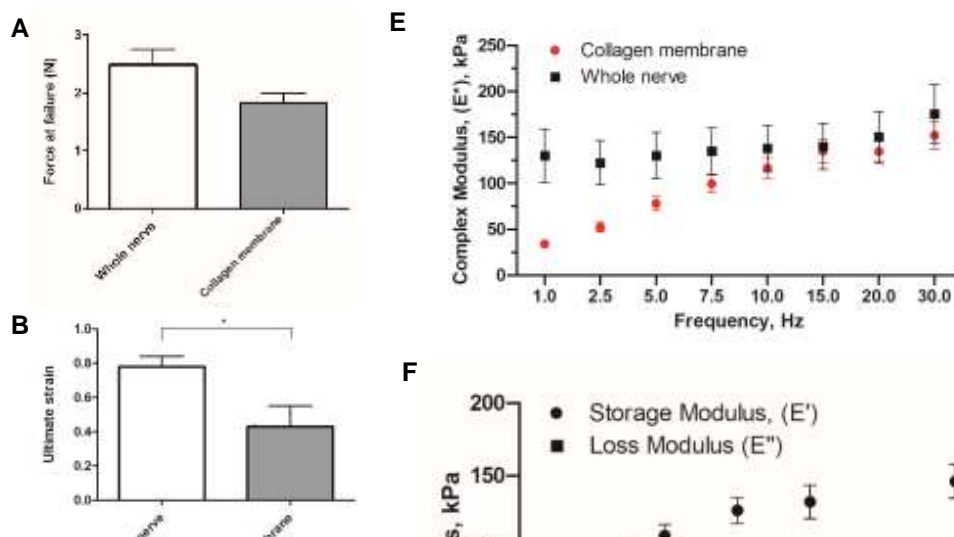 A
Force at failure (N)
3
2
1
0
Whole nerve
Collagen membrane
B
Ultimate strain
1.0
0.8
0.6
0.4
0.2
0.0
*
nerve
mbrane
E
Complex Modulus, (E*), kPa
250
200
150
100
50
0
Collagen membrane
Whole nerve
1.0 2.5 5.0 7.5 10.0 15.0 20.0 30.0
Frequency, Hz
F
200
150
Storage Modulus, (E')
Loss Modulus (E")
s, kPa